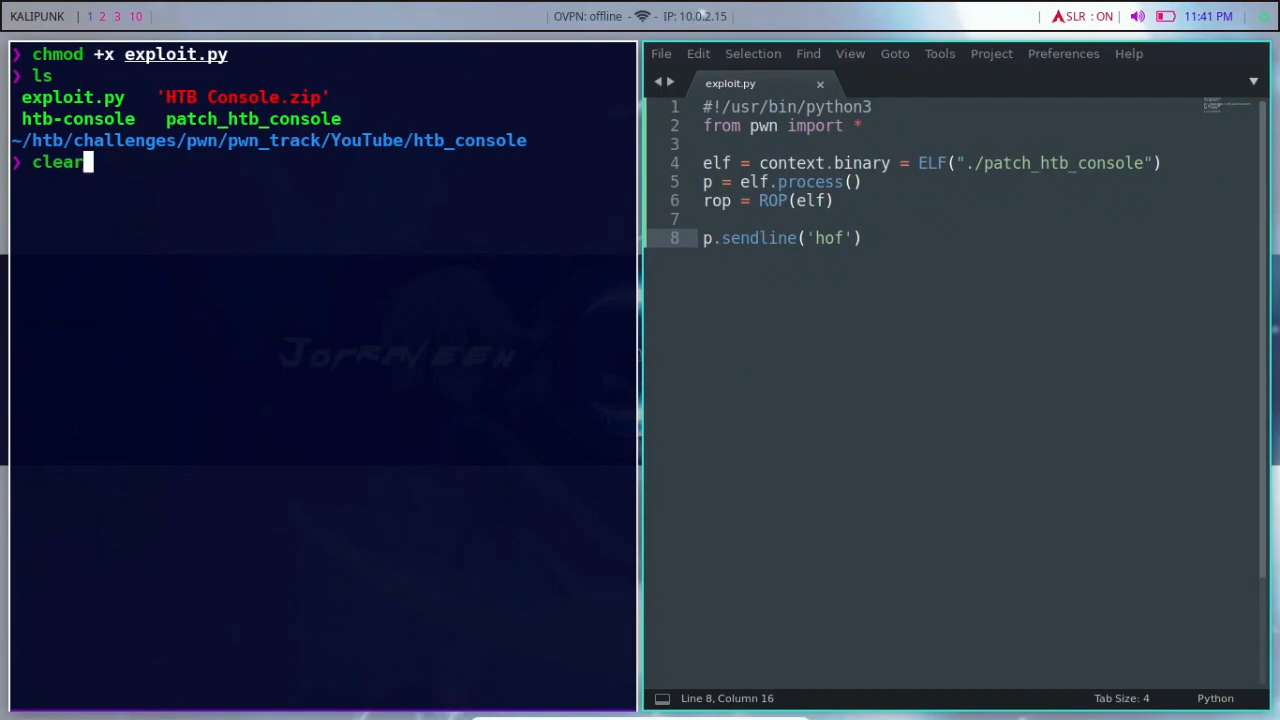 KALIPUNK | 1 2 3 10
OVPN: offline - - IP: 10.0.2.15
SLR : ON
11:41 PM
❯ chmod +x exploit.py
❯ ls
exploit.py 'HTB Console.zip'
htb-console patch_htb_console
~/htb/challenges/pwn/pwn_track/YouTube/htb_console
❯ clear
File Edit Selection Find View Goto Tools Project Preferences Help
exploit.py
1 #!/usr/bin/python3
2 from pwn import *
3
4 elf = context.binary = ELF("./patch_htb_console")
5 p = elf.process()
6 rop = ROP(elf)
7
8 p.sendline('hof')
Line 8, Column 16
Tab Size: 4
Python